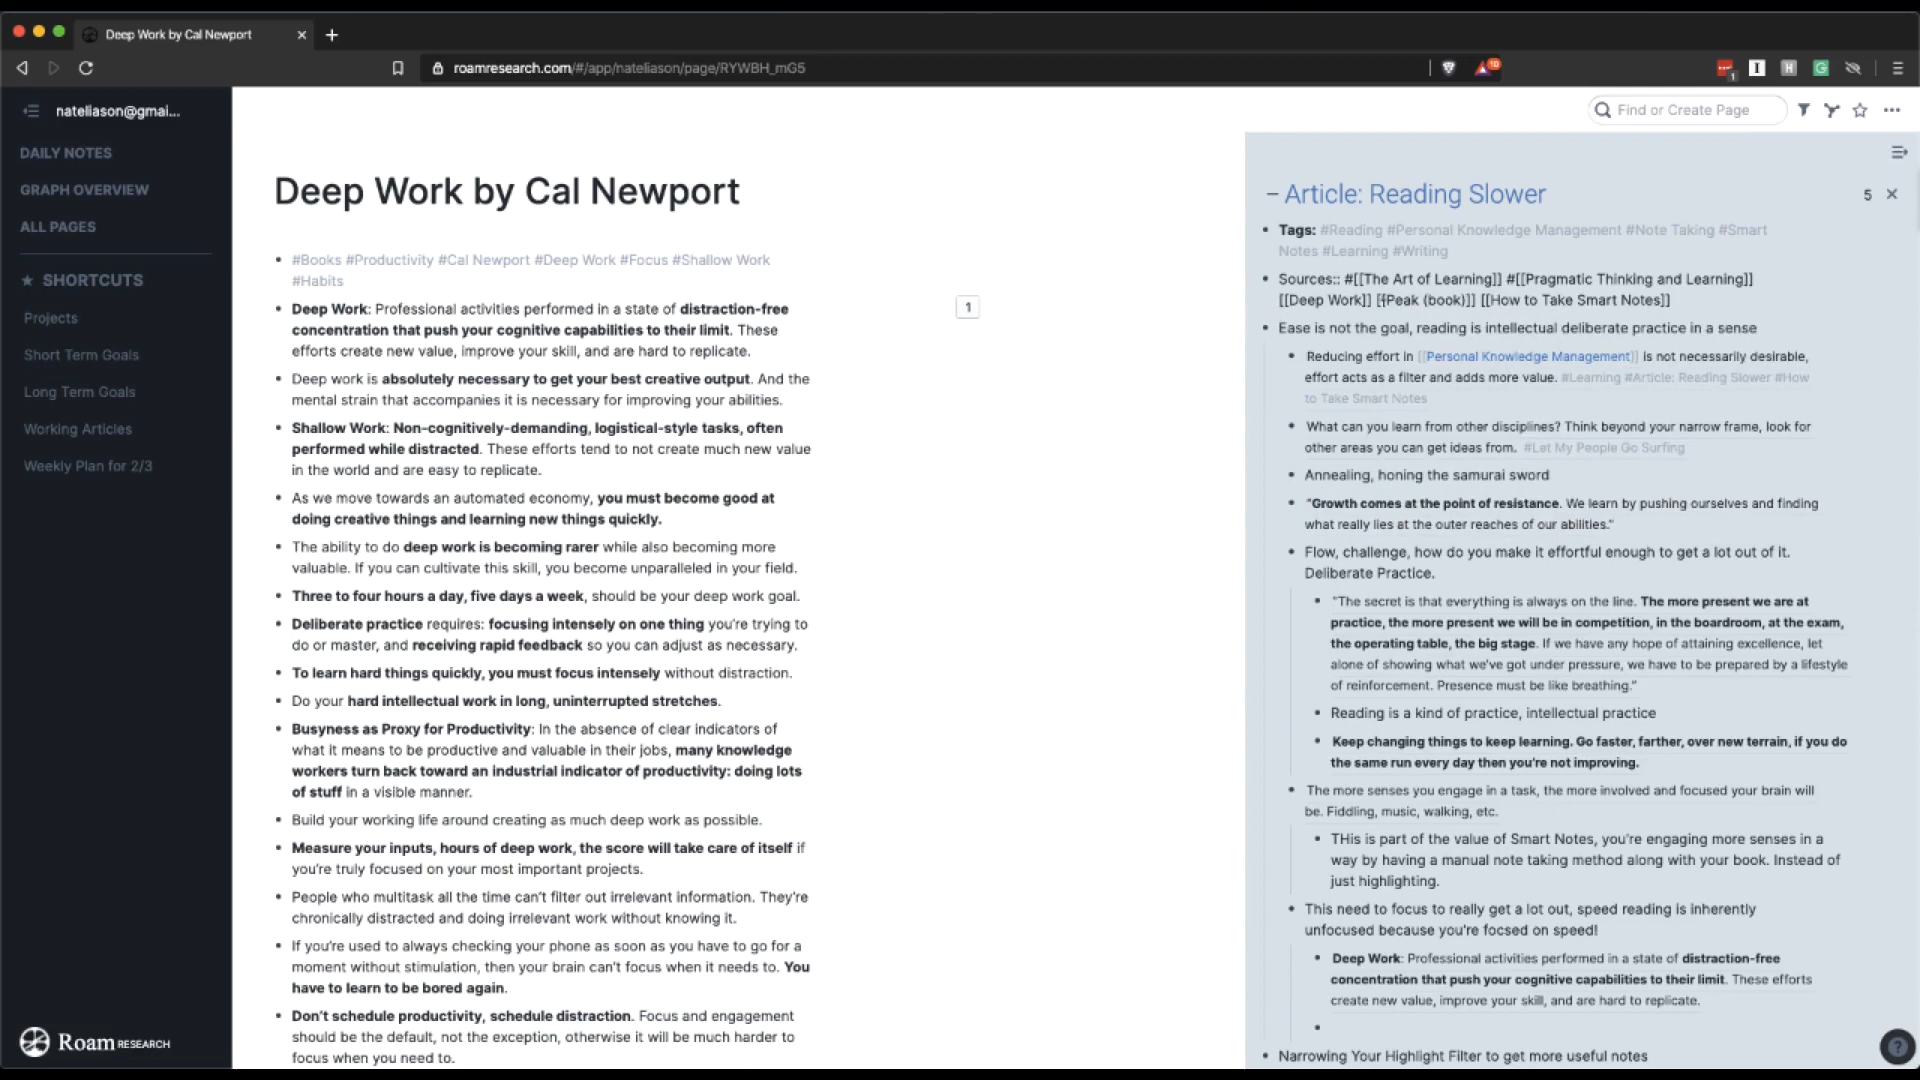 Deep Work by Cal Newport
roamresearch.com/#/app/nateliason/page/RYWBH_mG5
10
1
nateliason@gmai...
DAILY NOTES
GRAPH OVERVIEW
ALL PAGES
SHORTCUTS
Projects
Short Term Goals
Long Term Goals
Working Articles
Weekly Plan for 2/3
Roam RESEARCH
Find or Create Page
Deep Work by Cal Newport
#Books #Productivity #Cal Newport #Deep Work #Focus #Shallow Work
#Habits
Deep Work: Professional activities performed in a state of distraction-free
concentration that push your cognitive capabilities to their limit. These
efforts create new value, improve your skill, and are hard to replicate.
1
Deep work is absolutely necessary to get your best creative output. And the
mental strain that accompanies it is necessary for improving your abilities.
Shallow Work: Non-cognitively-demanding, logistical-style tasks, often
performed while distracted. These efforts tend to not create much new value
in the world and are easy to replicate.
As we move towards an automated economy, you must become good at
doing creative things and learning new things quickly.
The ability to do deep work is becoming rarer while also becoming more
valuable. If you can cultivate this skill, you become unparalleled in your field.
Three to four hours a day, five days a week, should be your deep work goal.
Deliberate practice requires: focusing intensely on one thing you're trying to
do or master, and receiving rapid feedback so you can adjust as necessary.
To learn hard things quickly, you must focus intensely without distraction.
Do your hard intellectual work in long, uninterrupted stretches.
Busyness as Proxy for Productivity: In the absence of clear indicators of
what it means to be productive and valuable in their jobs, many knowledge
workers turn back toward an industrial indicator of productivity: doing lots
of stuff in a visible manner.
Build your working life around creating as much deep work as possible.
Measure your inputs, hours of deep work, the score will take care of itself if
you're truly focused on your most important projects.
People who multitask all the time can't filter out irrelevant information. They're
chronically distracted and doing irrelevant work without knowing it.
If you're used to always checking your phone as soon as you have to go for a
moment without stimulation, then your brain can't focus when it needs to. You
have to learn to be bored again.
Don't schedule productivity, schedule distraction. Focus and engagement
should be the default, not the exception, otherwise it will be much harder to
focus when you need to.
– Article: Reading Slower
5
Tags: #Reading #Personal Knowledge Management #Note Taking #Smart
Notes #Learning #Writing
Sources:: #[[The Art of Learning]] #[[Pragmatic Thinking and Learning]]
[[Deep Work]] [[Peak (book)]] [[How to Take Smart Notes]]
Ease is not the goal, reading is intellectual deliberate practice in a sense
Reducing effort in [[Personal Knowledge Management]] is not necessarily desirable,
effort acts as a filter and adds more value. #Learning #Article: Reading Slower #How
to Take Smart Notes
What can you learn from other disciplines? Think beyond your narrow frame, look for
other areas you can get ideas from. #Let My People Go Surfing
Annealing, honing the samurai sword
"Growth comes at the point of resistance. We learn by pushing ourselves and finding
what really lies at the outer reaches of our abilities."
Flow, challenge, how do you make it effortful enough to get a lot out of it.
Deliberate Practice.
"The secret is that everything is always on the line. The more present we are at
practice, the more present we will be in competition, in the boardroom, at the exam,
the operating table, the big stage. If we have any hope of attaining excellence, let
alone of showing what we've got under pressure, we have to be prepared by a lifestyle
of reinforcement. Presence must be like breathing."
Reading is a kind of practice, intellectual practice
Keep changing things to keep learning. Go faster, farther, over new terrain, if you do
the same run every day then you're not improving.
The more senses you engage in a task, the more involved and focused your brain will
be. Fiddling, music, walking, etc.
THis is part of the value of Smart Notes, you're engaging more senses in a
way by having a manual note taking method along with your book. Instead of
just highlighting.
This need to focus to really get a lot out, speed reading is inherently
unfocused because you're focsed on speed!
Deep Work: Professional activities performed in a state of distraction-free
concentration that push your cognitive capabilities to their limit. These efforts
create new value, improve your skill, and are hard to replicate.
Narrowing Your Highlight Filter to get more useful notes